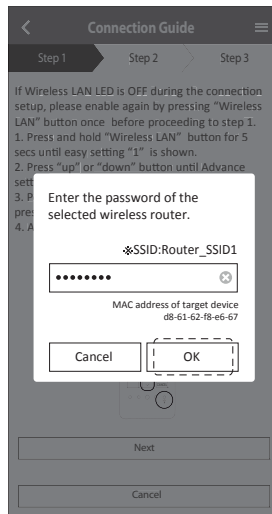 Connection Guide
Step 1
Step 2
Step 3
If Wireless LAN LED is OFF during the connection
setup, please enable again by pressing "Wireless
LAN" button once before proceeding to step 1.
1. Press and hold "Wireless LAN" button for 5
secs until easy setting "1" is shown.
2. Press "up" or "down" button until Advance
Enter the password of the
selected wireless router.
※SSID:Router_SSID1
••••••••
MAC address of target device
d8-61-62-f8-e6-67
Cancel
OK
Next
Cancel